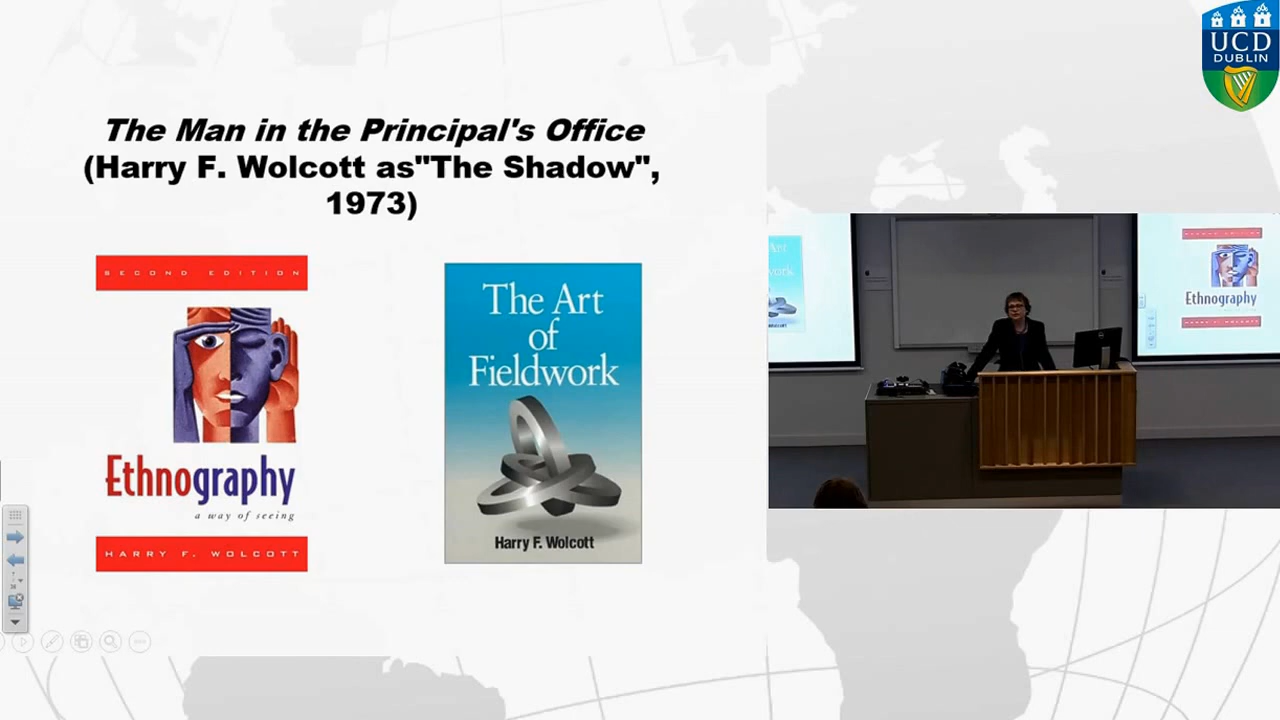 The Man in the Principal's Office
(Harry F. Wolcott as"The Shadow",
1973)
SECOND EDITION
Ethnography
a way of seeing
HARRY F. WOLCOTT
The Art
of
Fieldwork
Harry F. Wolcott
UCD
DUBLIN
Ethnography